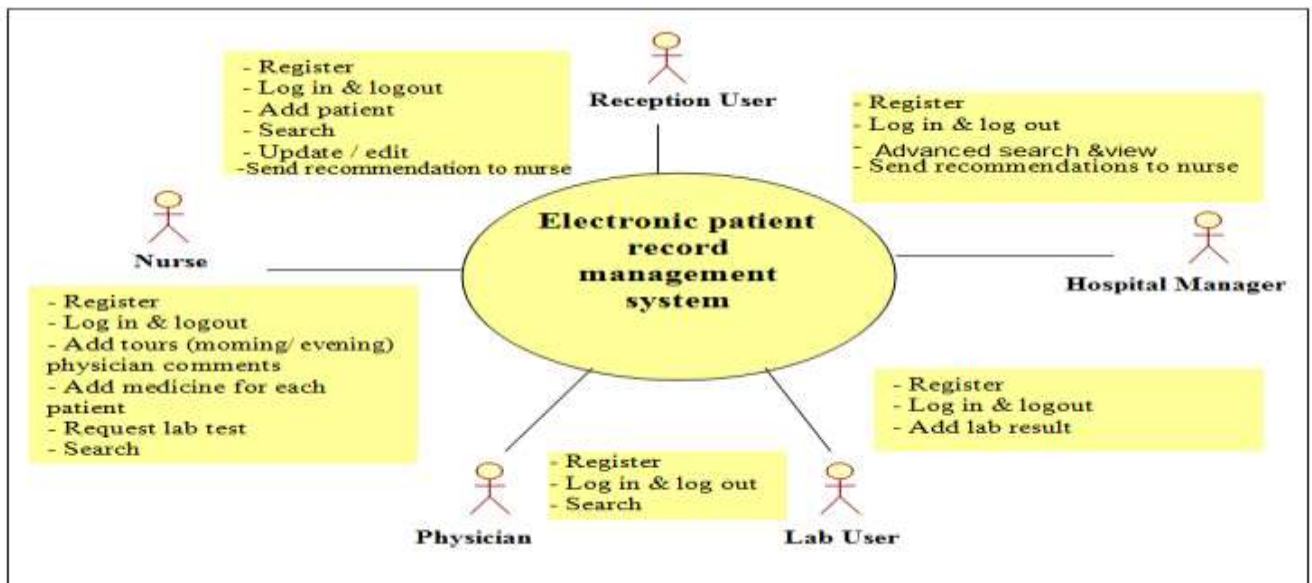 - Register
- Log in & logout
- Add patient
- Search
- Update / edit
-Send recommendation to nurse
Reception User
- Register
- Log in & log out
- Advanced search &view
- Send recommendations to nurse
Electronic patient
record
management
system
Nurse
- Register
- Log in & logout
- Add tours (moming/ evening)
physician comments
- Add medicine for each
patient
- Request lab test
- Search
Hospital Manager
- Register
- Log in & logout
- Add lab result
- Register
- Log in & log out
- Search
Physician
Lab User